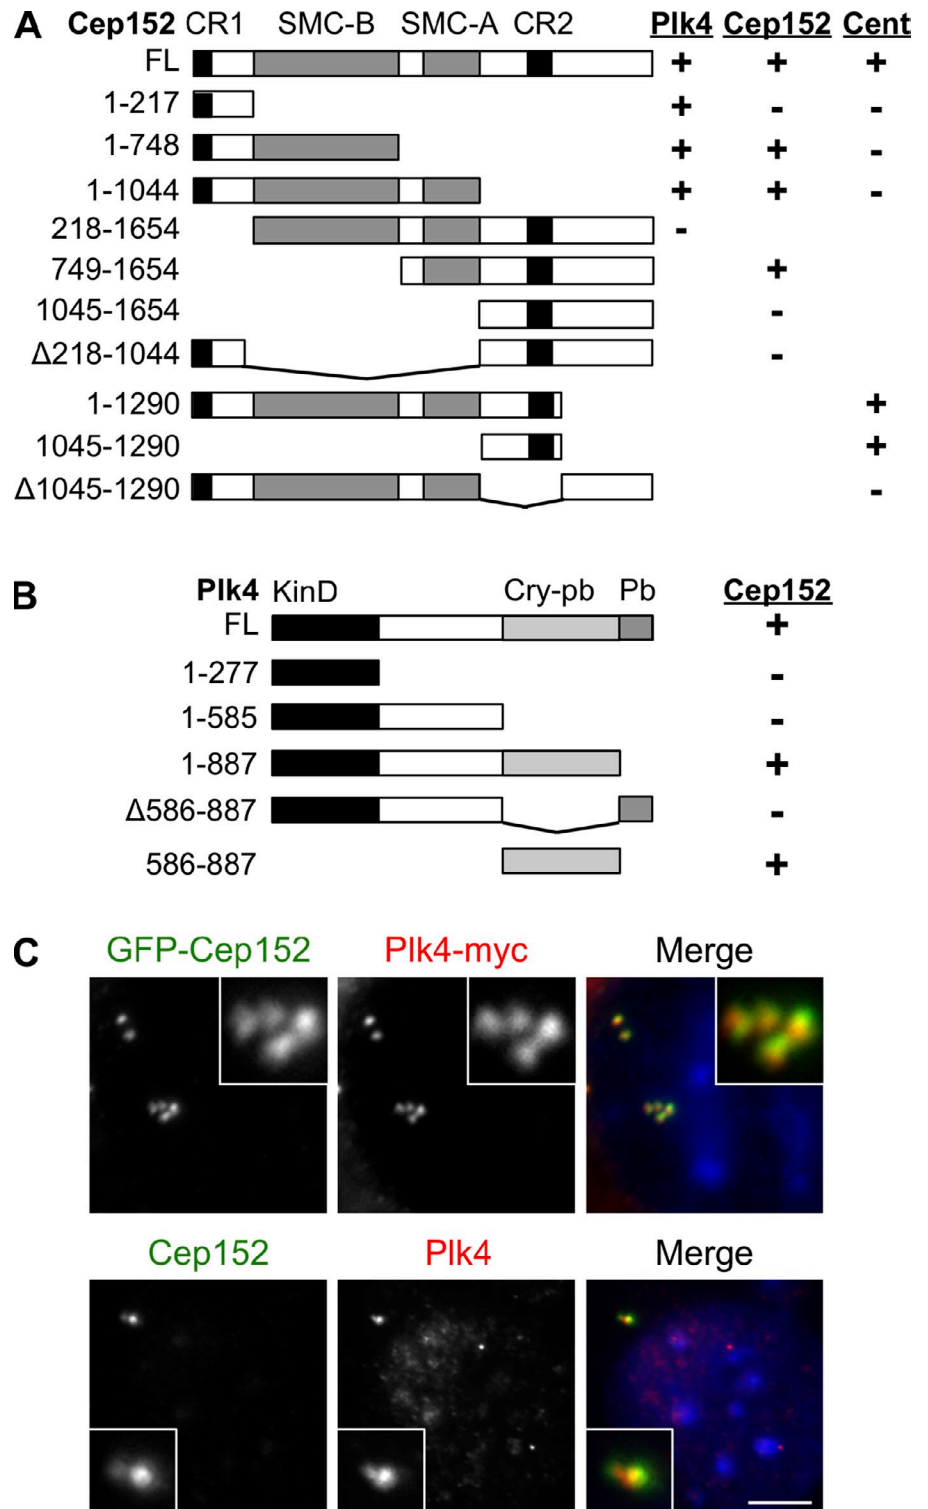 A Cep152 CR1 SMC-B SMC-A CR2 Plk4 Cep152 Cent
FL + + +
1-217 + - -
1-748 + + -
1-1044 + + -
218-1654 -
749-1654 +
1045-1654 -
Δ218-1044 -
1-1290 +
1045-1290 +
Δ1045-1290 -
B Plk4 KinD Cry-pb Pb Cep152
FL +
1-277 -
1-585 -
1-887 +
Δ586-887 -
586-887 +
C GFP-Cep152 Plk4-myc Merge
Cep152 Plk4 Merge